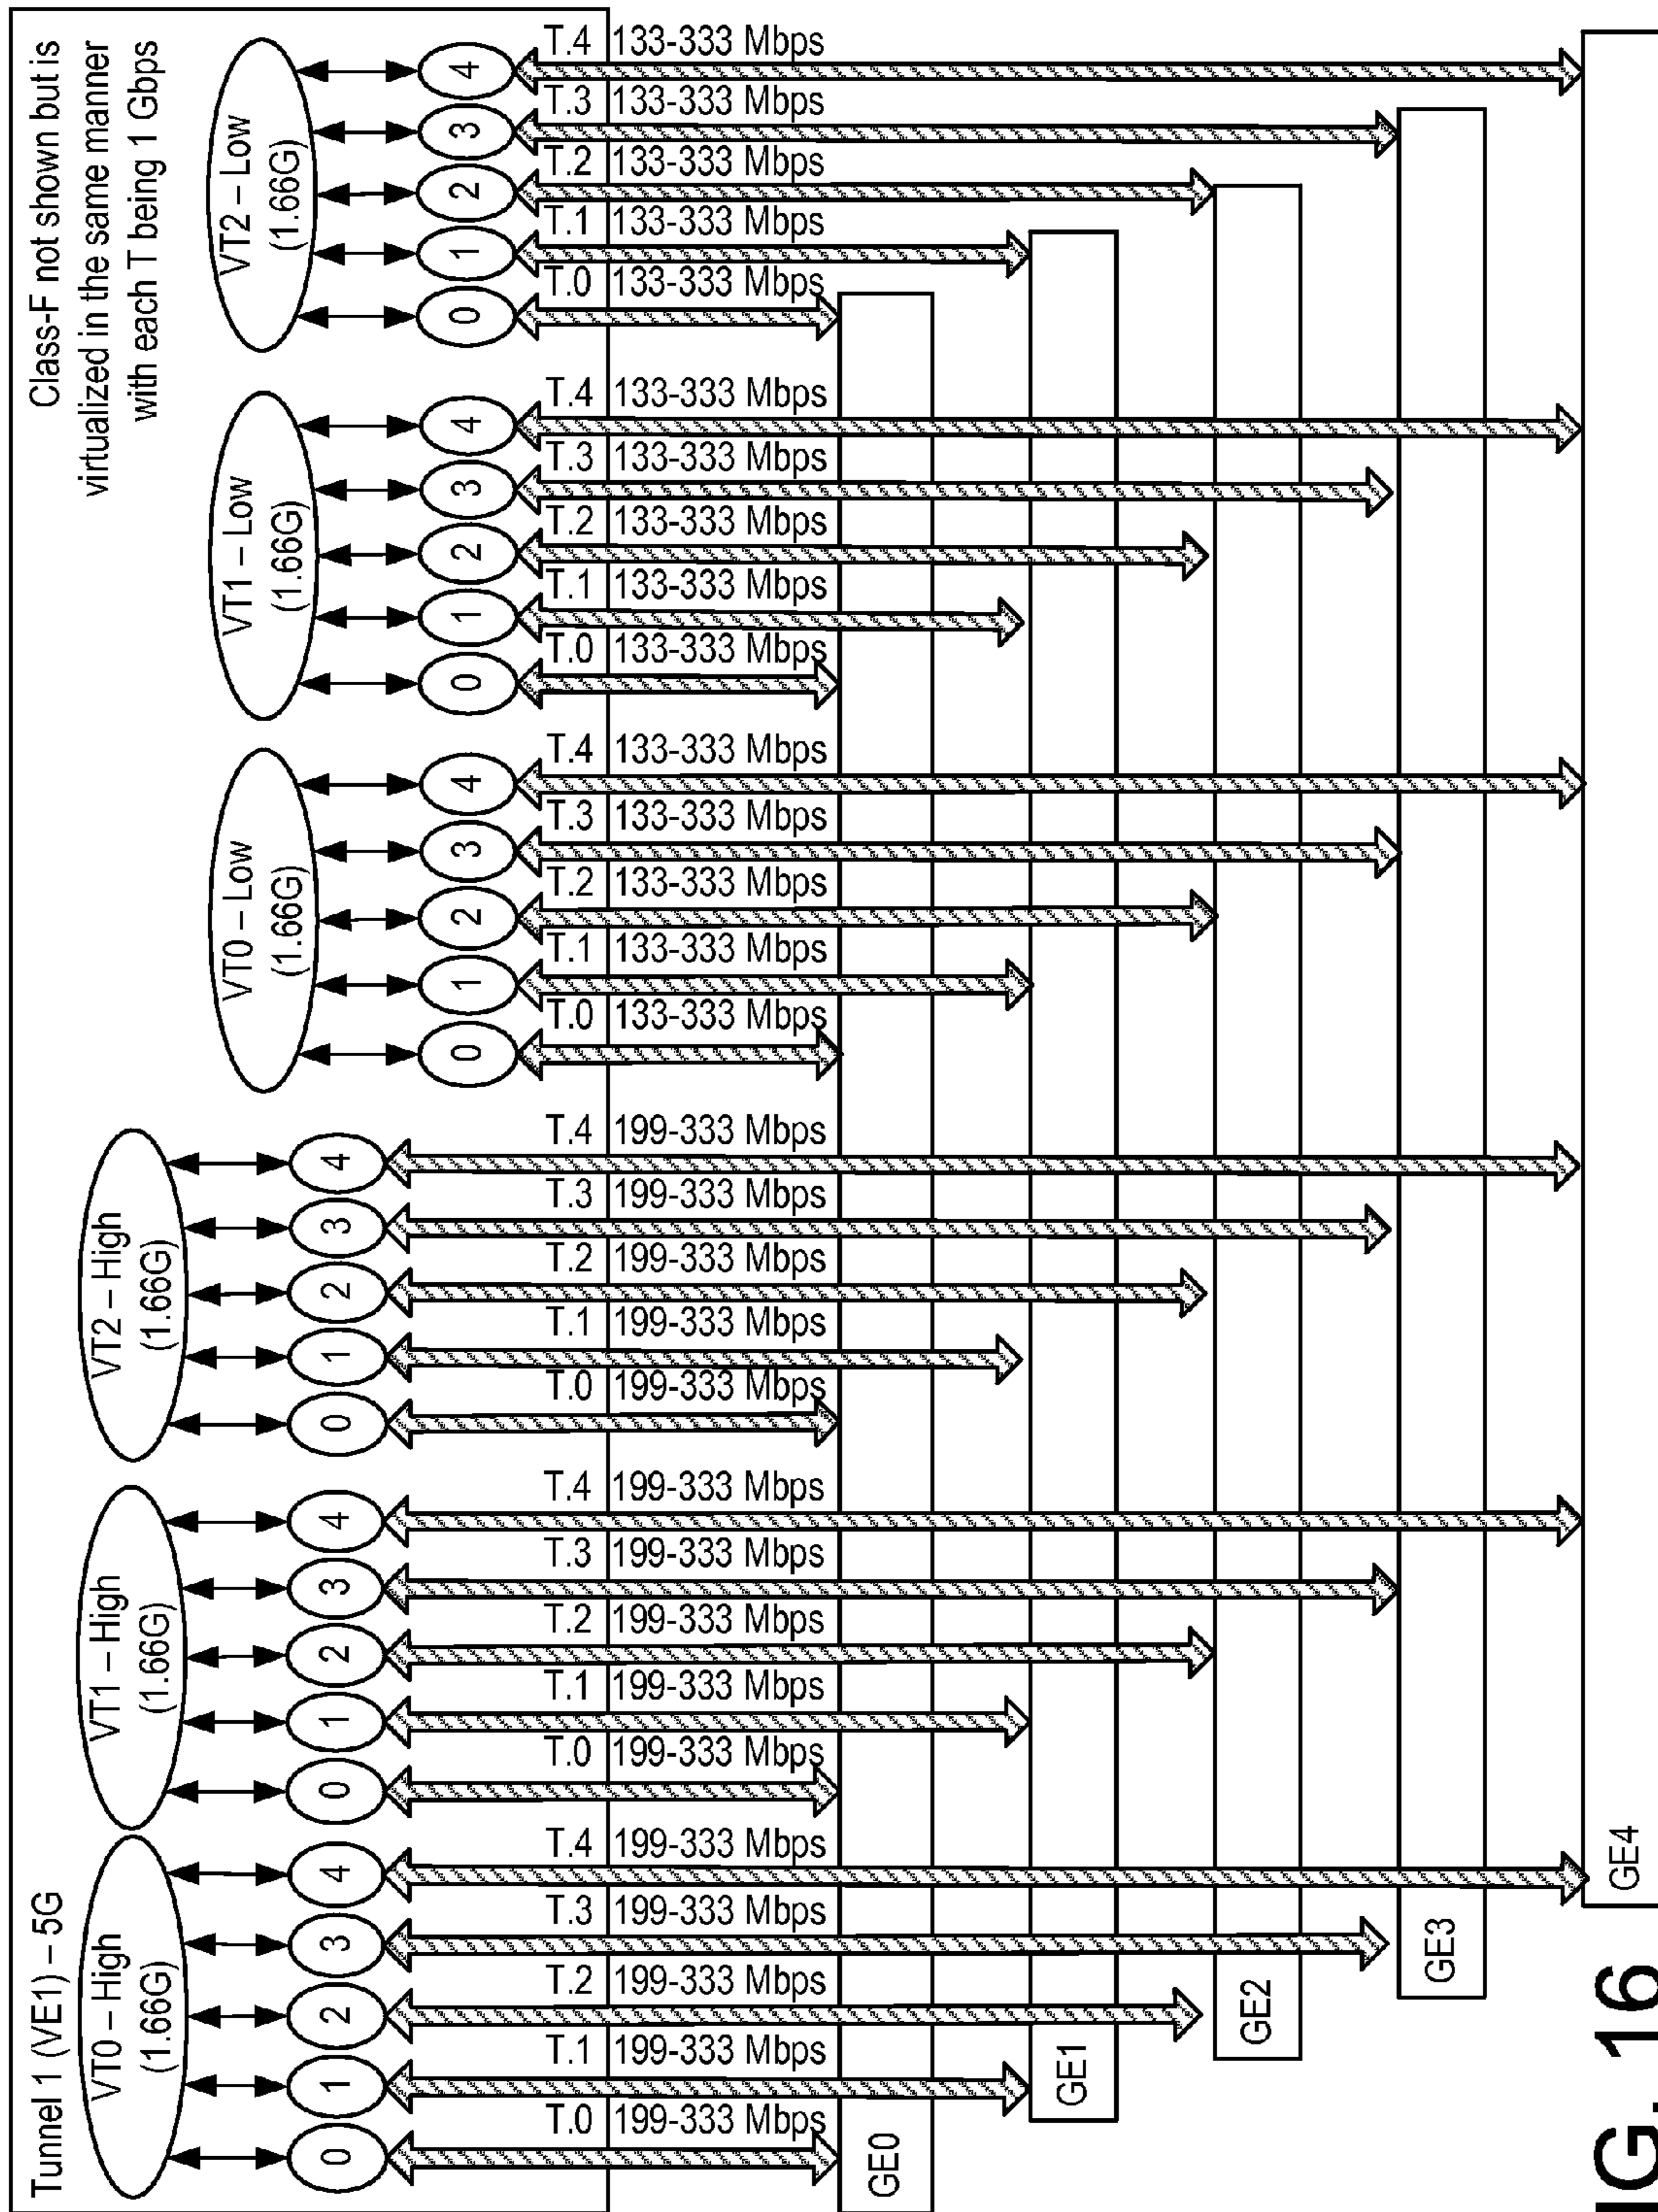 Tunnel 1 (VE1) – 5G
Class-F not shown but is
virtualized in the same manner
with each T being 1 Gbps
VT0 – High
(1.66G)
VT1 – High
(1.66G)
VT2 – High
(1.66G)
VT0 – Low
(1.66G)
VT1 – Low
(1.66G)
VT2 – Low
(1.66G)
0
1
2
3
4
0
1
2
3
4
0
1
2
3
4
0
1
2
3
4
0
1
2
3
4
0
1
2
3
4
T.0 199-333 Mbps
T.1 199-333 Mbps
T.2 199-333 Mbps
T.3 199-333 Mbps
T.4 199-333 Mbps
T.0 199-333 Mbps
T.1 199-333 Mbps
T.2 199-333 Mbps
T.3 199-333 Mbps
T.4 199-333 Mbps
T.0 199-333 Mbps
T.1 199-333 Mbps
T.2 199-333 Mbps
T.3 199-333 Mbps
T.4 199-333 Mbps
T.0 133-333 Mbps
T.1 133-333 Mbps
T.2 133-333 Mbps
T.3 133-333 Mbps
T.4 133-333 Mbps
T.0 133-333 Mbps
T.1 133-333 Mbps
T.2 133-333 Mbps
T.3 133-333 Mbps
T.4 133-333 Mbps
T.0 133-333 Mbps
T.1 133-333 Mbps
T.2 133-333 Mbps
T.3 133-333 Mbps
T.4 133-333 Mbps
GE0
GE1
GE2
GE3
GE4
IG. 16